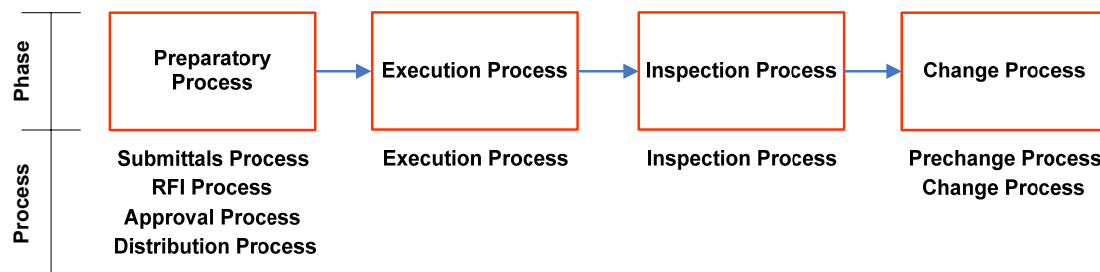 Phase
Preparatory
Process
Execution Process
Inspection Process
Change Process
Process
Submittals Process
RFI Process
Approval Process
Distribution Process
Execution Process
Inspection Process
Prechange Process
Change Process